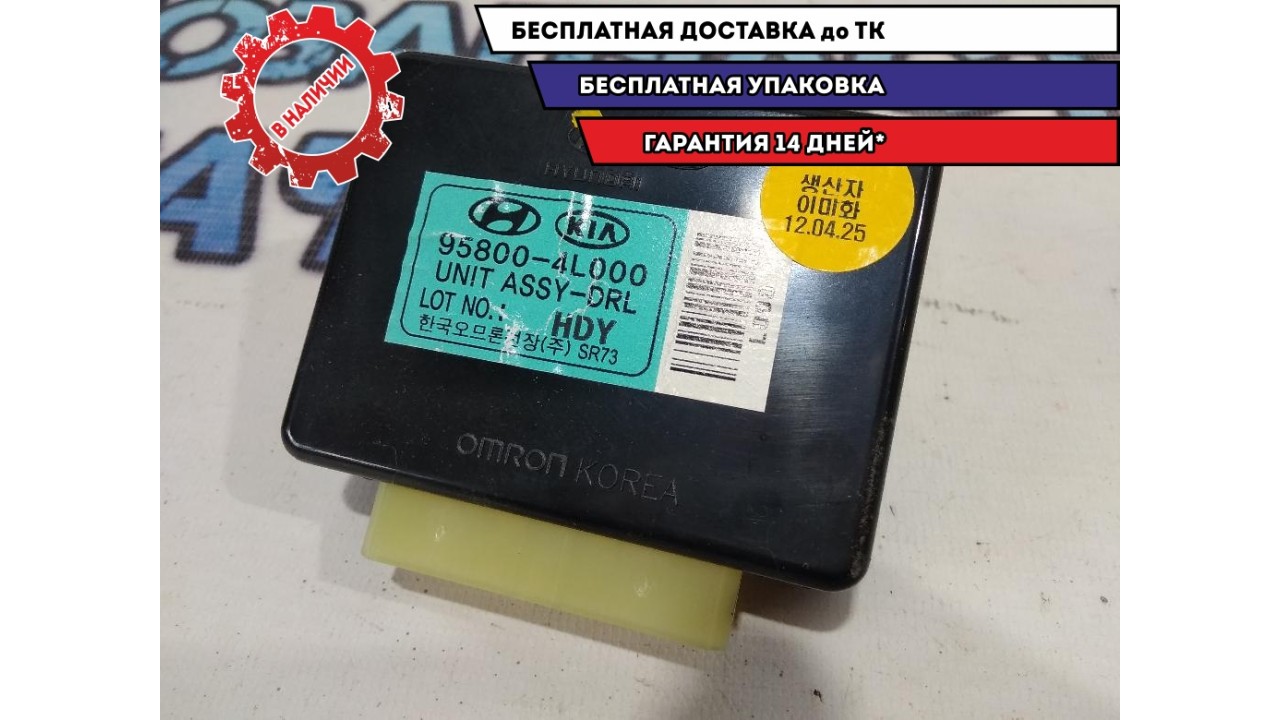 БЕСПЛАТНАЯ ДОСТАВКА до ТК
БЕСПЛАТНАЯ УПАКОВКА
ГАРАНТИЯ 14 ДНЕЙ*
В НАЛИЧИИ
HYUNDAI
생산자
이미화
12.04.25
KIA
95800-4L000
UNIT ASSY-DRL
LOT NO.:
HDY
한국오므론전장(주) SR73
OMRON KOREA